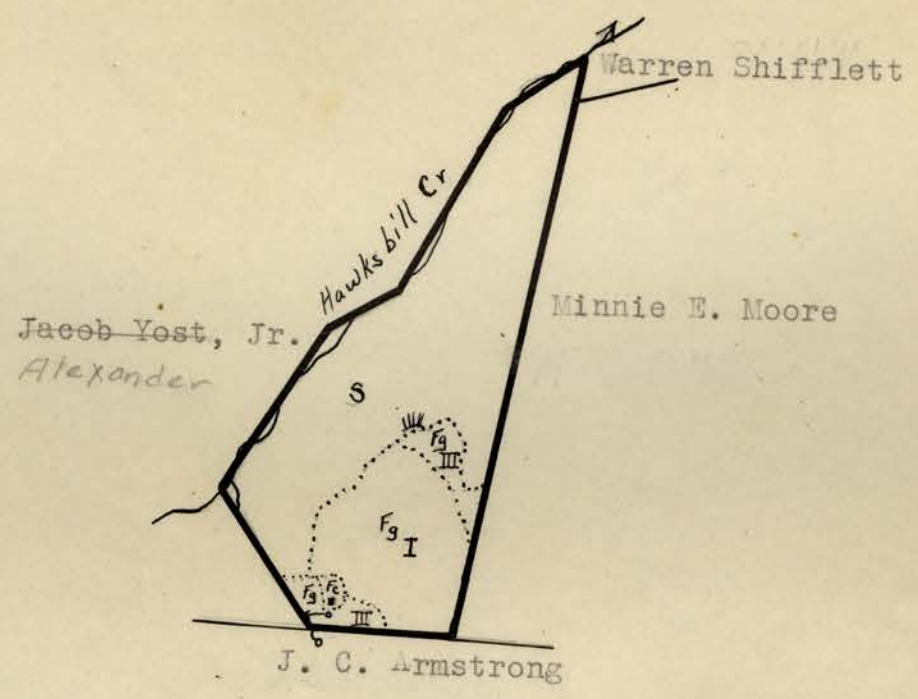 Warren Shifflett
Hawksbill Cr
Minnie E. Moore
Jacob Yost, Jr.
Alexander
S
Fg
III
Fg I
Fg Fc
III
J. C. Armstrong